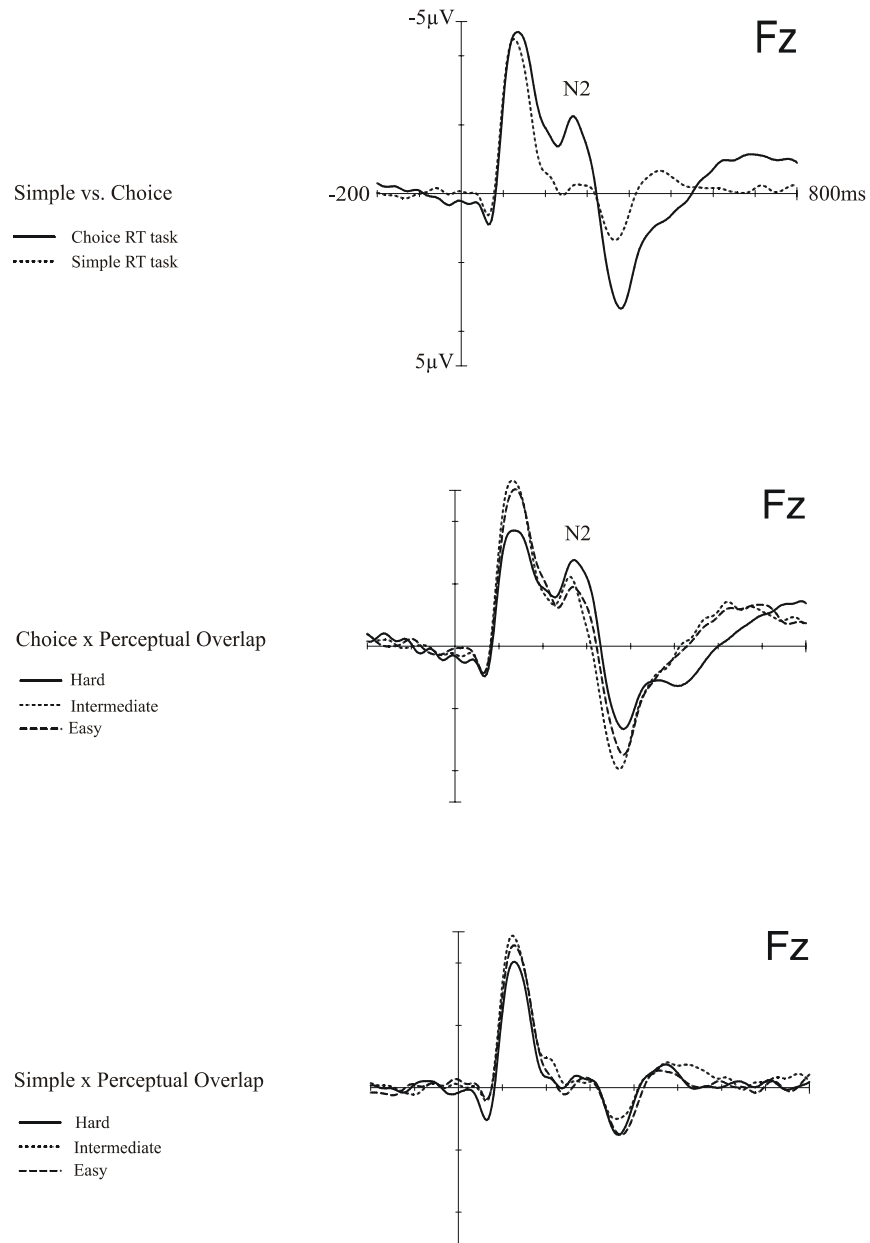 -5µV
Fz
N2
Simple vs. Choice
-200
800ms
Choice RT task
Simple RT task
5µV
Fz
N2
Choice x Perceptual Overlap
Hard
Intermediate
Easy
Fz
Simple x Perceptual Overlap
Hard
Intermediate
Easy